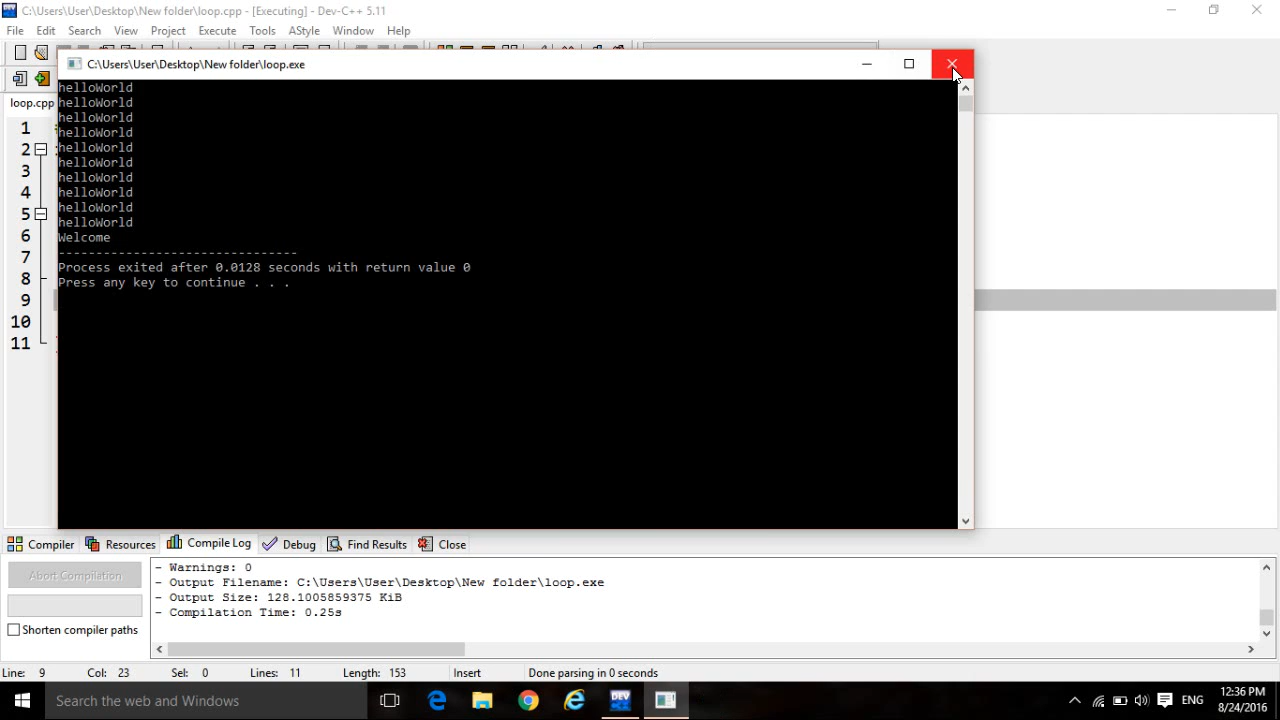 C:\Users\User\Desktop\New folder\loop.cpp - [Executing] - Dev-C++ 5.11
File Edit Search View Project Execute Tools AStyle Window Help
C:\Users\User\Desktop\New folder\loop.exe
loop.cpp
1
2
3
4
5
6
7
8
9
10
11
helloWorld
helloWorld
helloWorld
helloWorld
helloWorld
helloWorld
helloWorld
helloWorld
helloWorld
helloWorld
Welcome
--------------------------------
Process exited after 0.0128 seconds with return value 0
Press any key to continue . . .
Compiler Resources Compile Log Debug Find Results Close
Abort Compilation
Shorten compiler paths
- Warnings: 0
- Output Filename: C:\Users\User\Desktop\New folder\loop.exe
- Output Size: 128.1005859375 KiB
- Compilation Time: 0.25s
Line: 9 Col: 23 Sel: 0 Lines: 11 Length: 153 Insert Done parsing in 0 seconds
Search the web and Windows
DEV
ENG
12:36 PM
8/24/2016